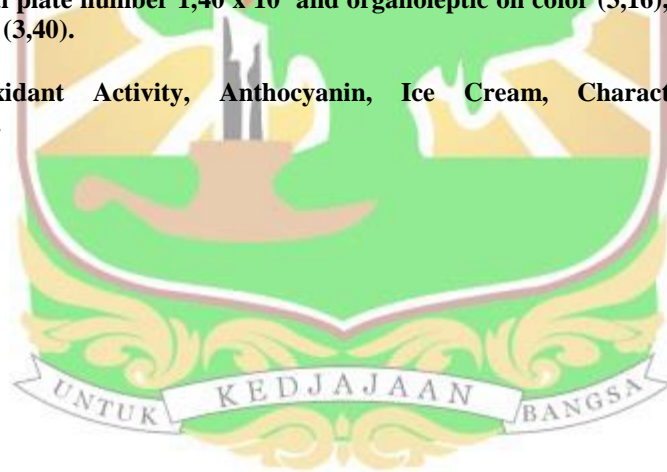 plate number 1,40 x 10 and organoleptic on color (3,16),
(3,40).
xidant Activity, Anthocyanin, Ice Cream, Charact
UNTUK KEDJAJAAN BANGSA